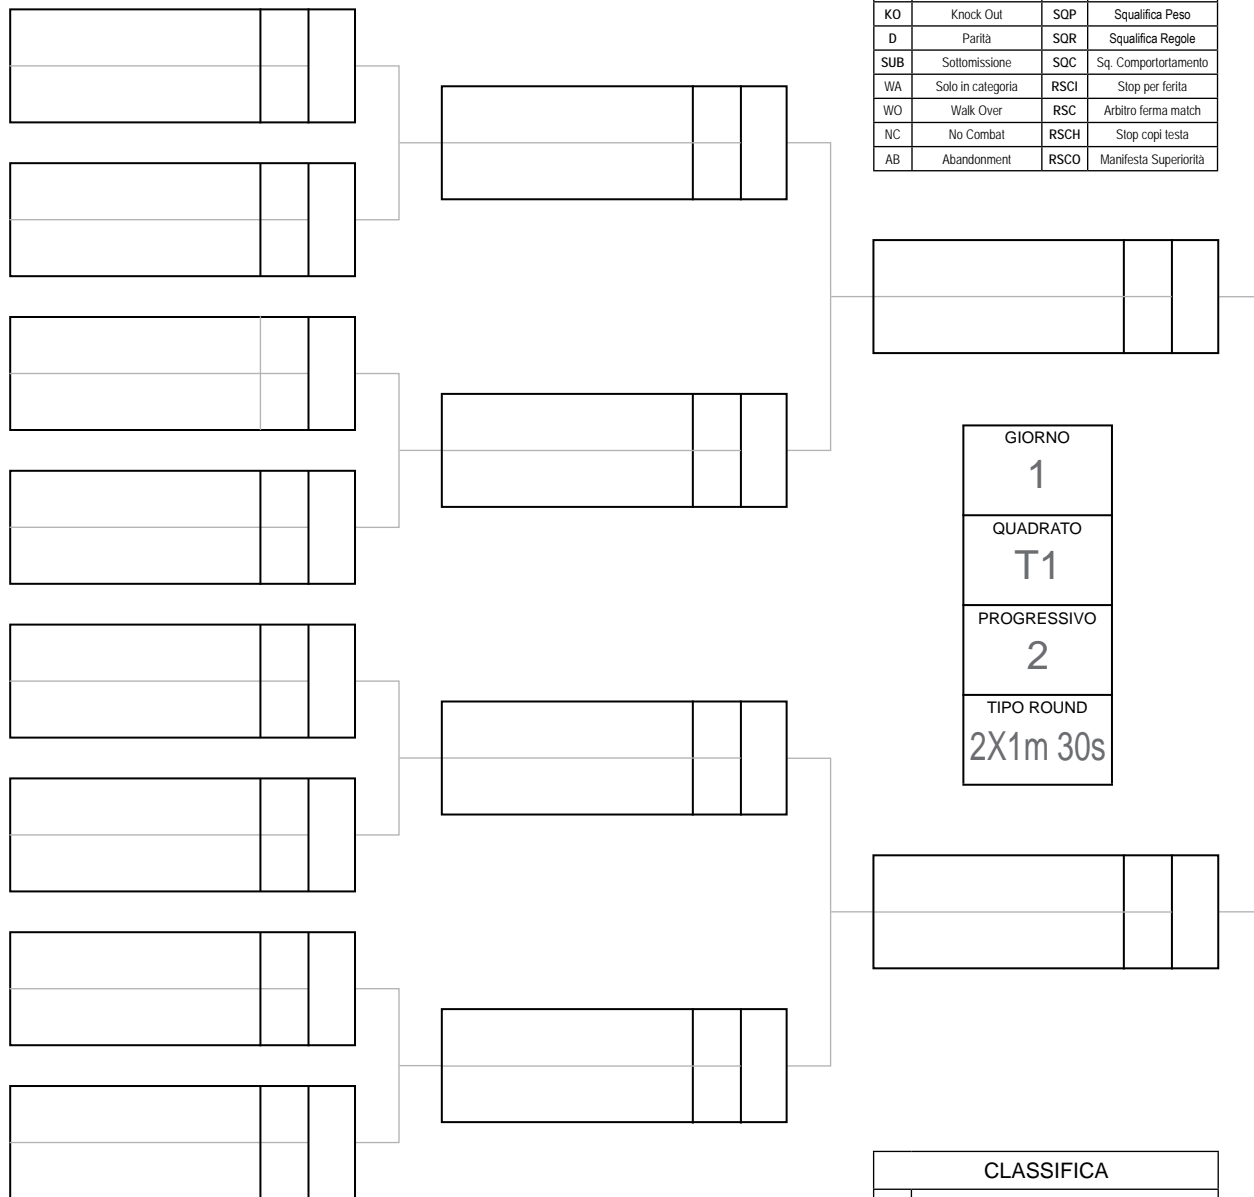 KO Knock Out SQP Squalifica Peso
D Parità SQR Squalifica Regole
SUB Sottomissione SQC Sq. Comportortamento
WA Solo in categoria RSCI Stop per ferita
WO Walk Over RSC Arbitro ferma match
NC No Combat RSCH Stop copi testa
AB Abandonment RSCO Manifesta Superiorità
GIORNO
1
QUADRATO
T1
PROGRESSIVO
2
TIPO ROUND
2X1m 30s
CLASSIFICA